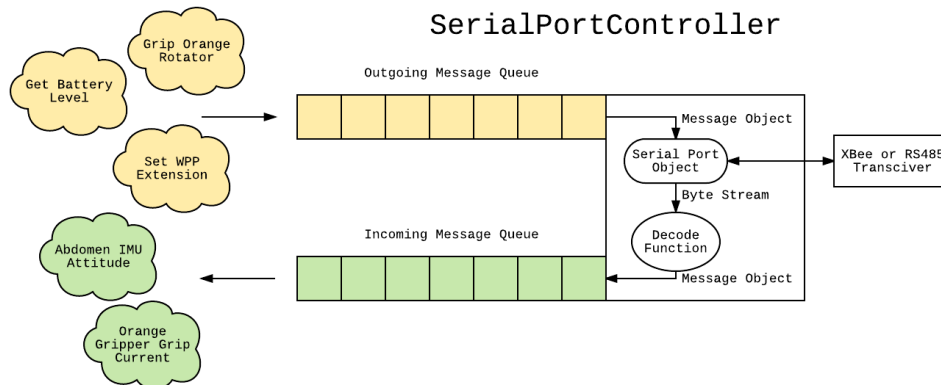 SerialPortController
Grip Orange
Rotator
Get Battery
Level
Set WPP
Extension
Outgoing Message Queue
Message Object
Serial Port
Object
XBee or RS485
Transciver
Byte Stream
Decode
Function
Incoming Message Queue
Message Object
Abdomen IMU
Attitude
Orange
Gripper Grip
Current